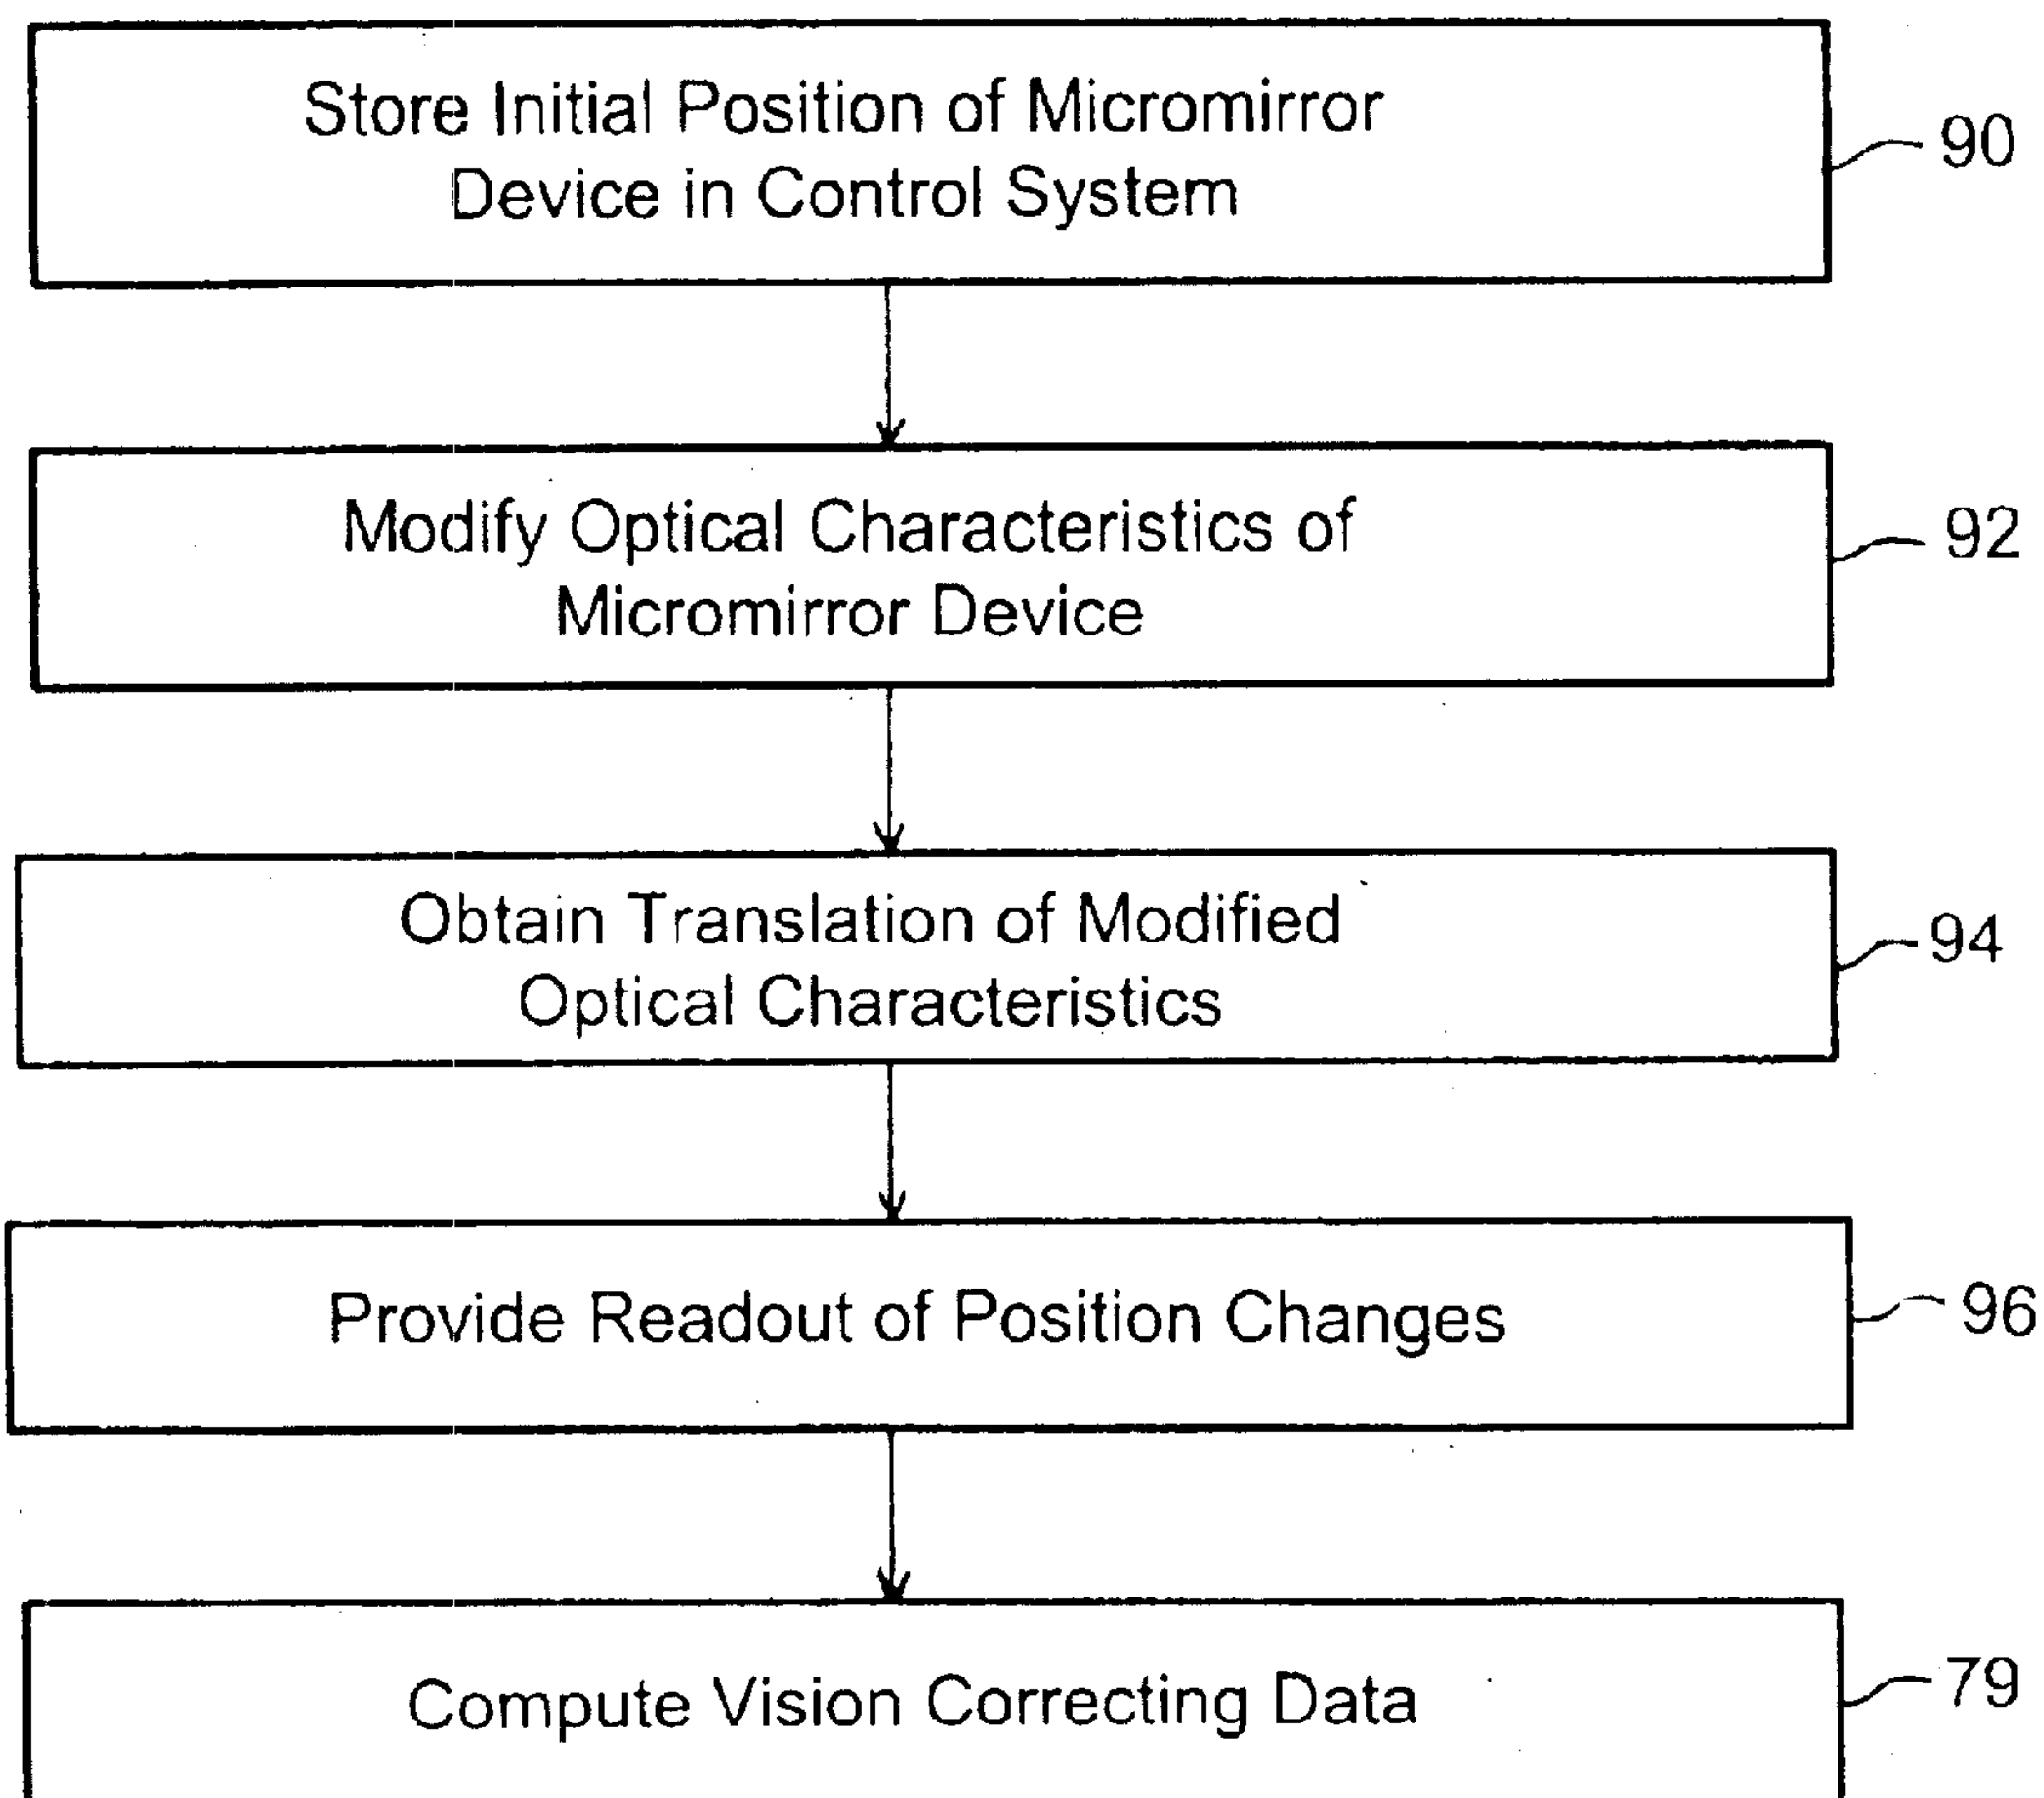 Store Initial Position of Micromirror
Device in Control System
90
Modify Optical Characteristics of
Micromirror Device
92
Obtain Translation of Modified
Optical Characteristics
94
Provide Readout of Position Changes
96
Compute Vision Correcting Data
79